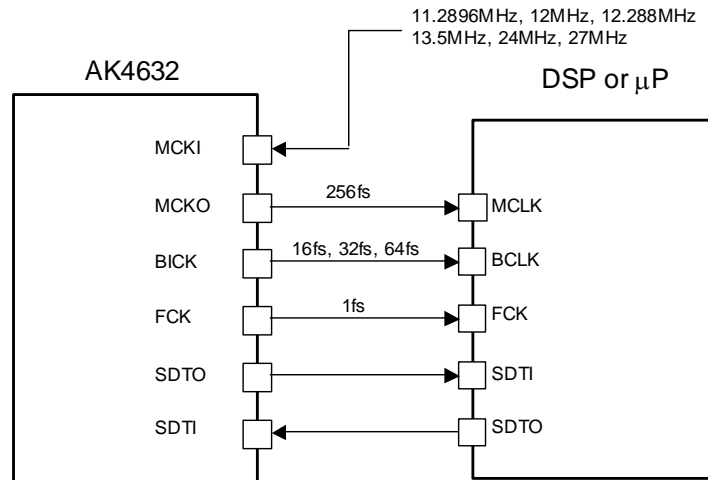 11.2896MHz, 12MHz, 12.288MHz
13.5MHz, 24MHz, 27MHz
AK4632
DSP or μP
MCKI
MCKO
256fs
MCLK
BICK
16fs, 32fs, 64fs
BCLK
FCK
1fs
FCK
SDTO
SDTI
SDTI
SDTO